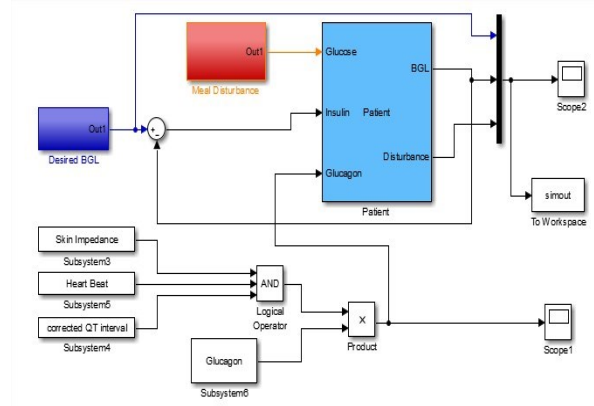 Out1
Meal Disturbance
Glucose
BGL
Insulin
Patient
Disturbance
Glucagon
Patient
Out1
Desired BGL
+
-
Scope2
simout
To Workspace
Skin Impedance
Subsystem3
Heart Beat
Subsystem5
corrected QT interval
Subsystem4
AND
Logical
Operator
X
Product
Glucagon
Subsystem6
Scope1